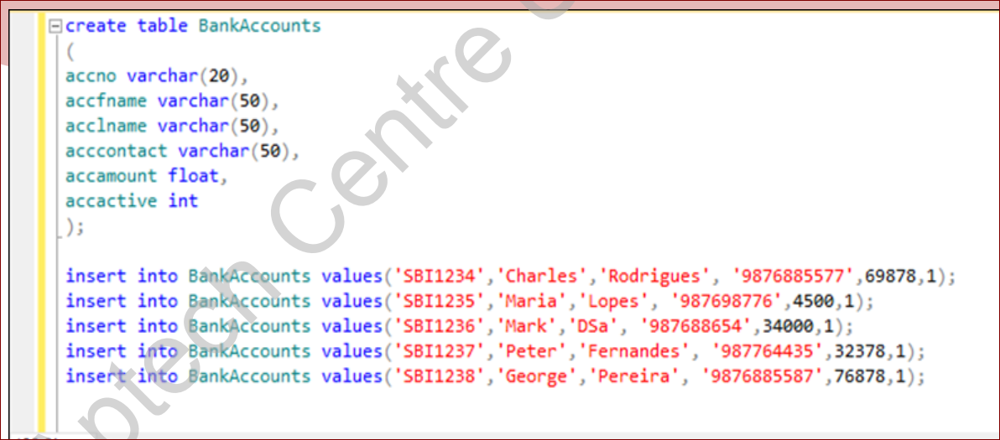 create table BankAccounts
(
accno varchar(20),
accfname varchar(50),
acclname varchar(50),
acccontact varchar(50),
accamount float,
accactive int
);
insert into BankAccounts values('SBI1234','Charles','Rodrigues', '9876885577',69878,1);
insert into BankAccounts values('SBI1235','Maria','Lopes', '987698776',4500,1);
insert into BankAccounts values('SBI1236','Mark','DSa', '987688654',34000,1);
insert into BankAccounts values('SBI1237','Peter','Fernandes', '987764435',32378,1);
insert into BankAccounts values('SBI1238','George','Pereira', '9876885587',76878,1);
ptech Centre